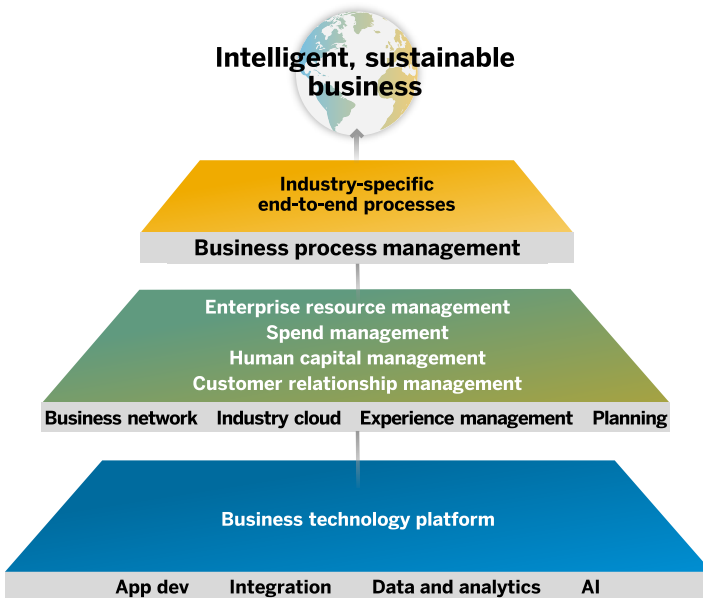 Intelligent, sustainable
business
Industry-specific
end-to-end processes
Business process management
Enterprise resource management
Spend management
Human capital management
Customer relationship management
Business network Industry cloud Experience management Planning
Business technology platform
App dev Integration Data and analytics AI